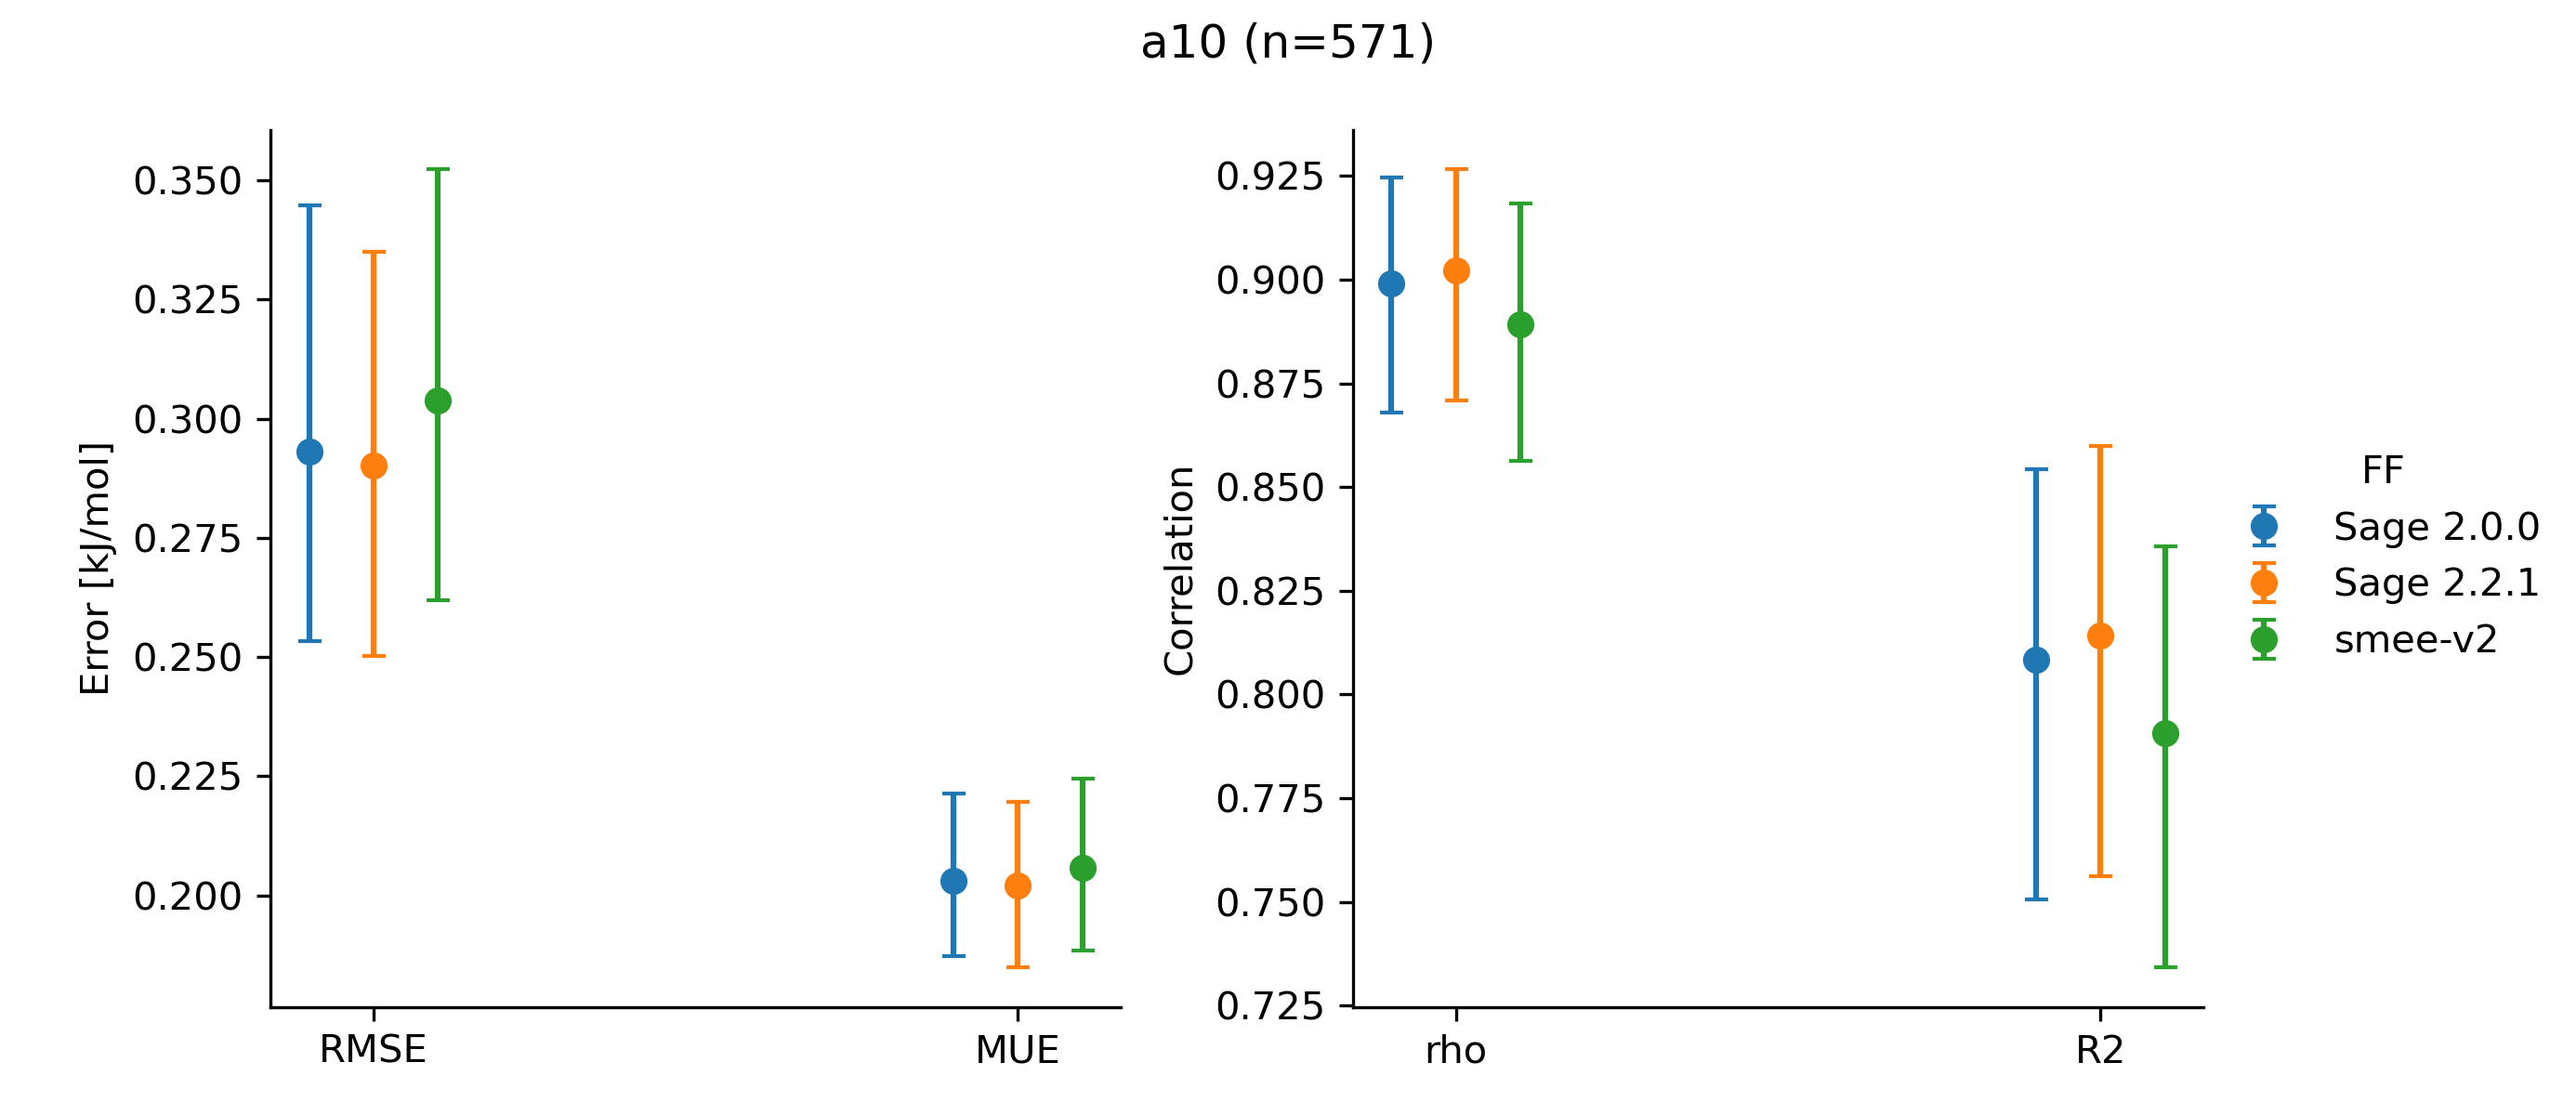 a10 (n=571)
Error [kJ/mol]
0.350
0.325
0.300
0.275
0.250
0.225
0.200
RMSE
MUE
Correlation
0.925
0.900
0.875
0.850
0.825
0.800
0.775
0.750
0.725
rho
R2
FF
Sage 2.0.0
Sage 2.2.1
smee-v2